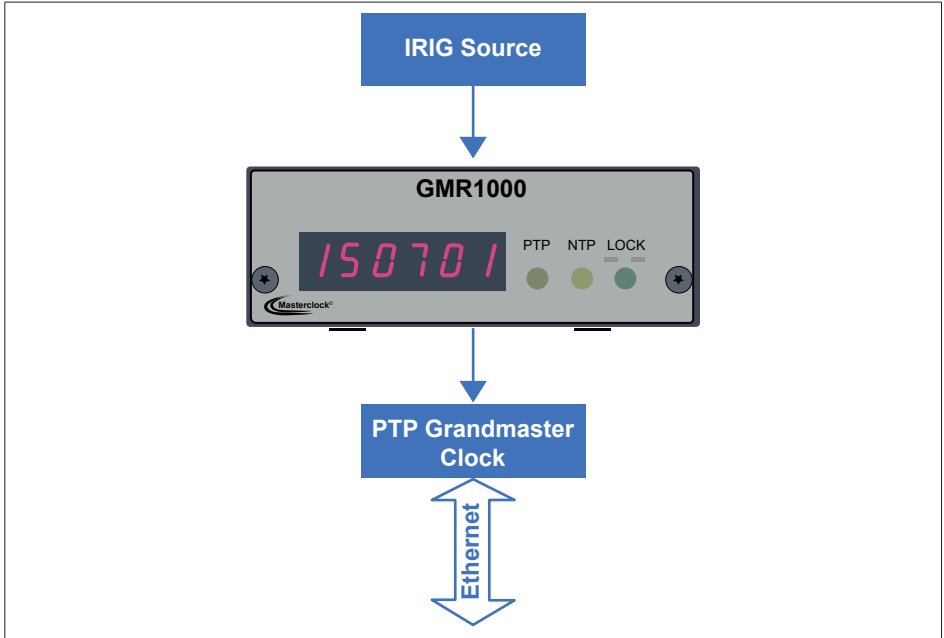 IRIG Source
GMR1000
150701
PTP NTP LOCK
Masterclock®
PTP Grandmaster
Clock
Ethernet